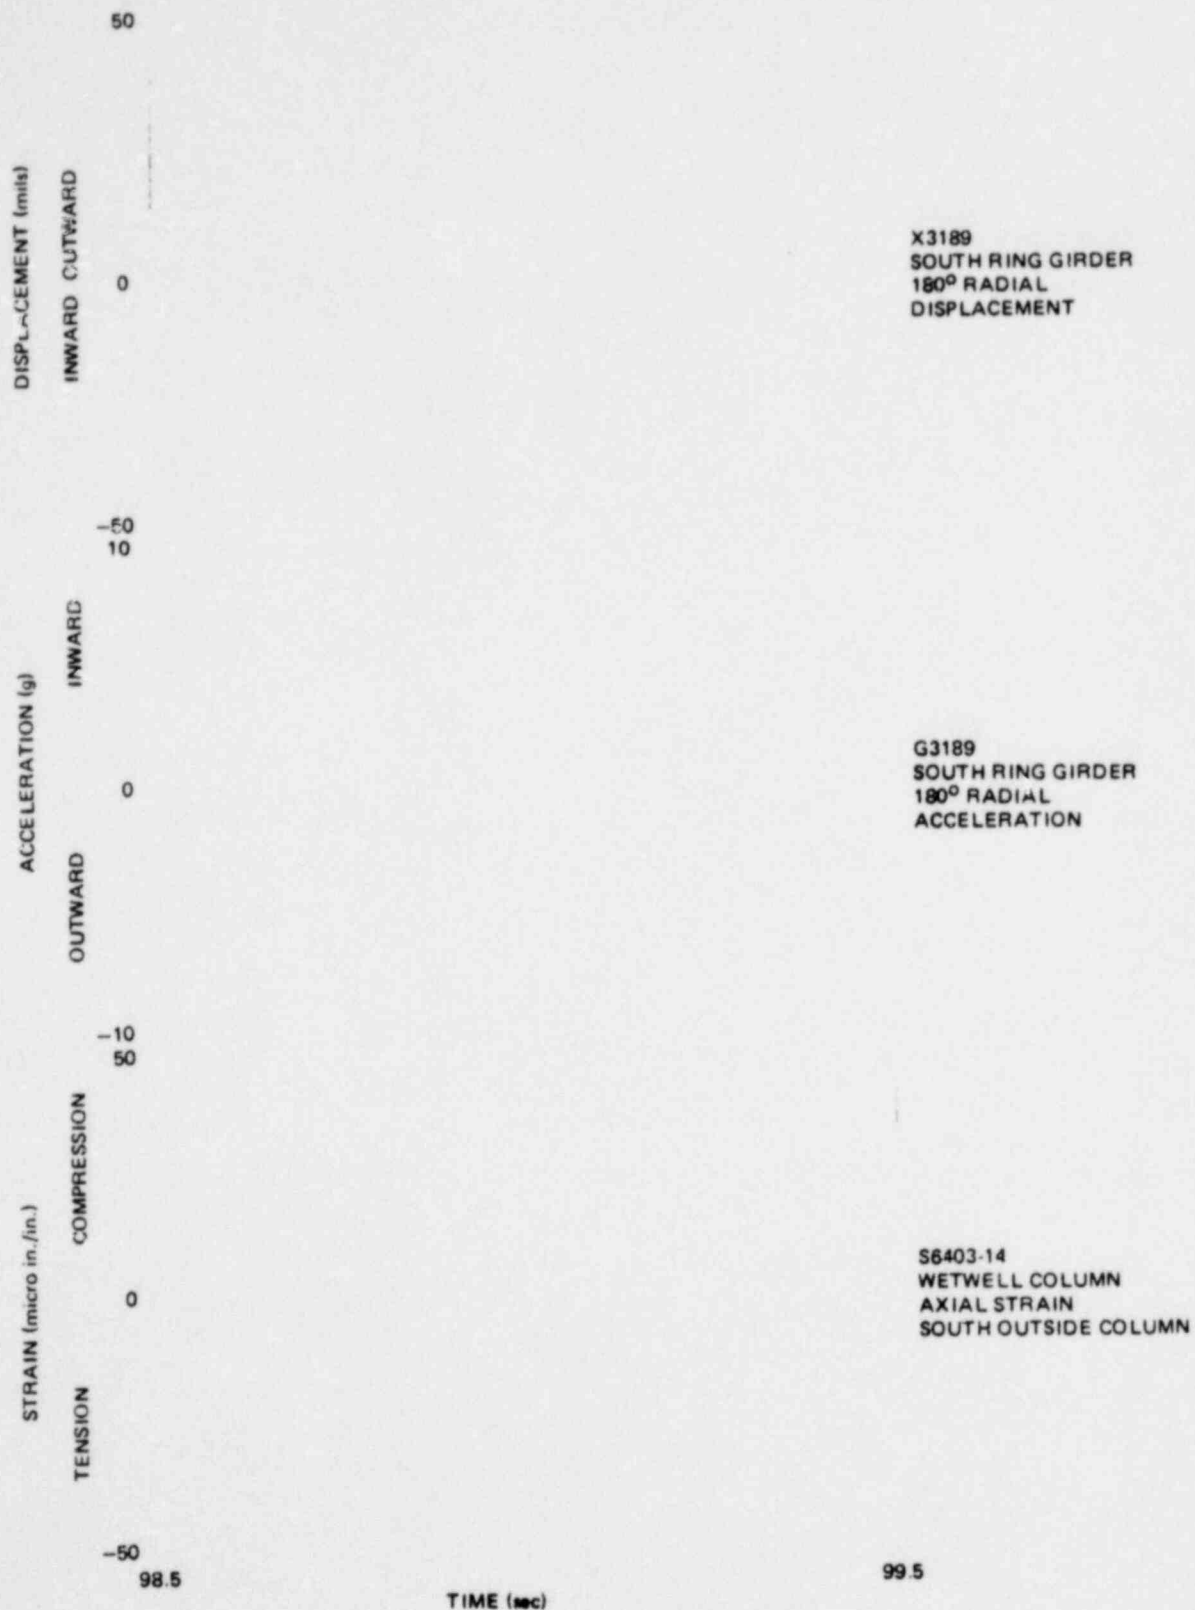 50
DISPLACEMENT (mils)
INWARD OUTWARD
0
X3189
SOUTH RING GIRDER
180° RADIAL
DISPLACEMENT
-50
10
ACCELERATION (g)
INWARD
0
OUTWARD
G3189
SOUTH RING GIRDER
180° RADIAL
ACCELERATION
-10
50
STRAIN (micro in./in.)
COMPRESSION
0
TENSION
S6403-14
WETWELL COLUMN
AXIAL STRAIN
SOUTH OUTSIDE COLUMN
-50
98.5
99.5
TIME (sec)